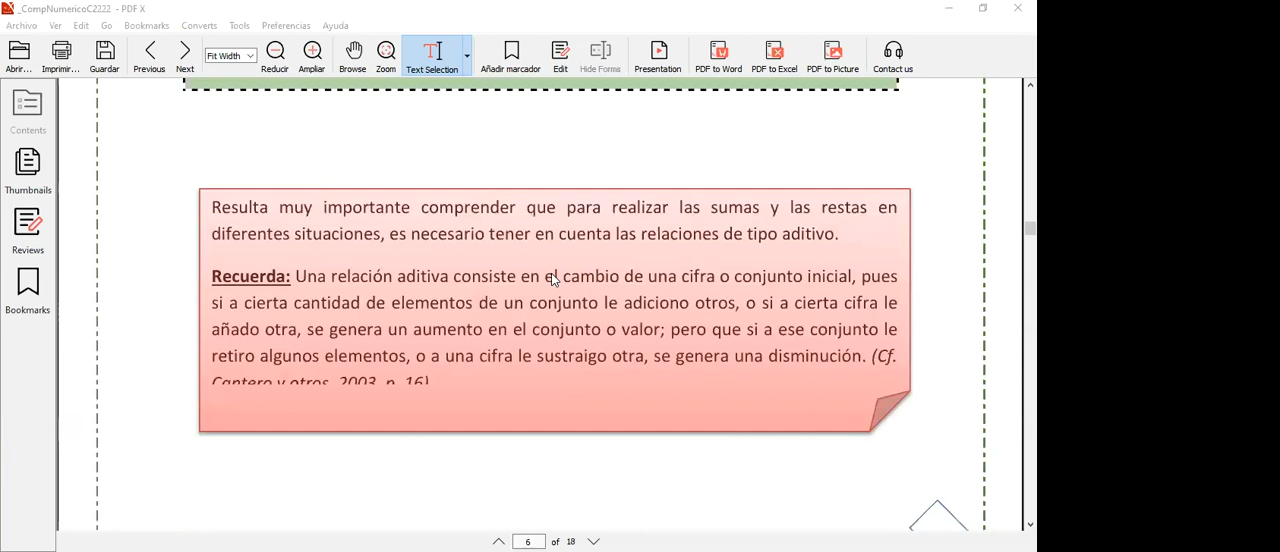 _CompNumericoC2222 - PDF X
Archivo Ver Edit Go Bookmarks Converts Tools Preferencias Ayuda
Abrir... Imprimir... Guardar Previous Next Fit Width Reducir Ampliar Browse Zoom Text Selection Añadir marcador Edit Hide Forms Presentation PDF to Word PDF to Excel PDF to Picture Contact us
Contents
Thumbnails
Reviews
Bookmarks
Resulta muy importante comprender que para realizar las sumas y las restas en
diferentes situaciones, es necesario tener en cuenta las relaciones de tipo aditivo.
Recuerda: Una relación aditiva consiste en el cambio de una cifra o conjunto inicial, pues
si a cierta cantidad de elementos de un conjunto le adiciono otros, o si a cierta cifra le
añado otra, se genera un aumento en el conjunto o valor; pero que si a ese conjunto le
retiro algunos elementos, o a una cifra le sustraigo otra, se genera una disminución. (Cf.
Cantero y otros, 2003, p. 16)
6 of 18